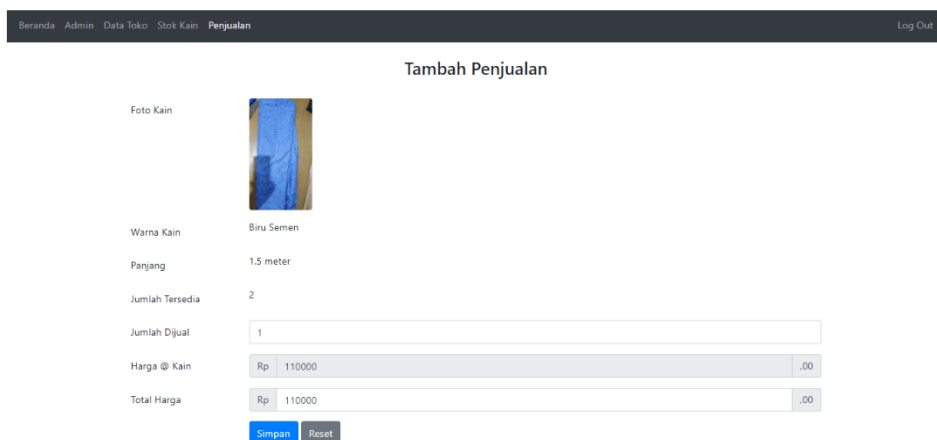 Beranda Admin Data Toko Stok Kain Penjualan Log Out
Tambah Penjualan
Foto Kain
Warna Kain Biru Semen
Panjang 1.5 meter
Jumlah Tersedia 2
Jumlah Dijual 1
Harga @ Kain Rp 110000 .00
Total Harga Rp 110000 .00
Simpan Reset